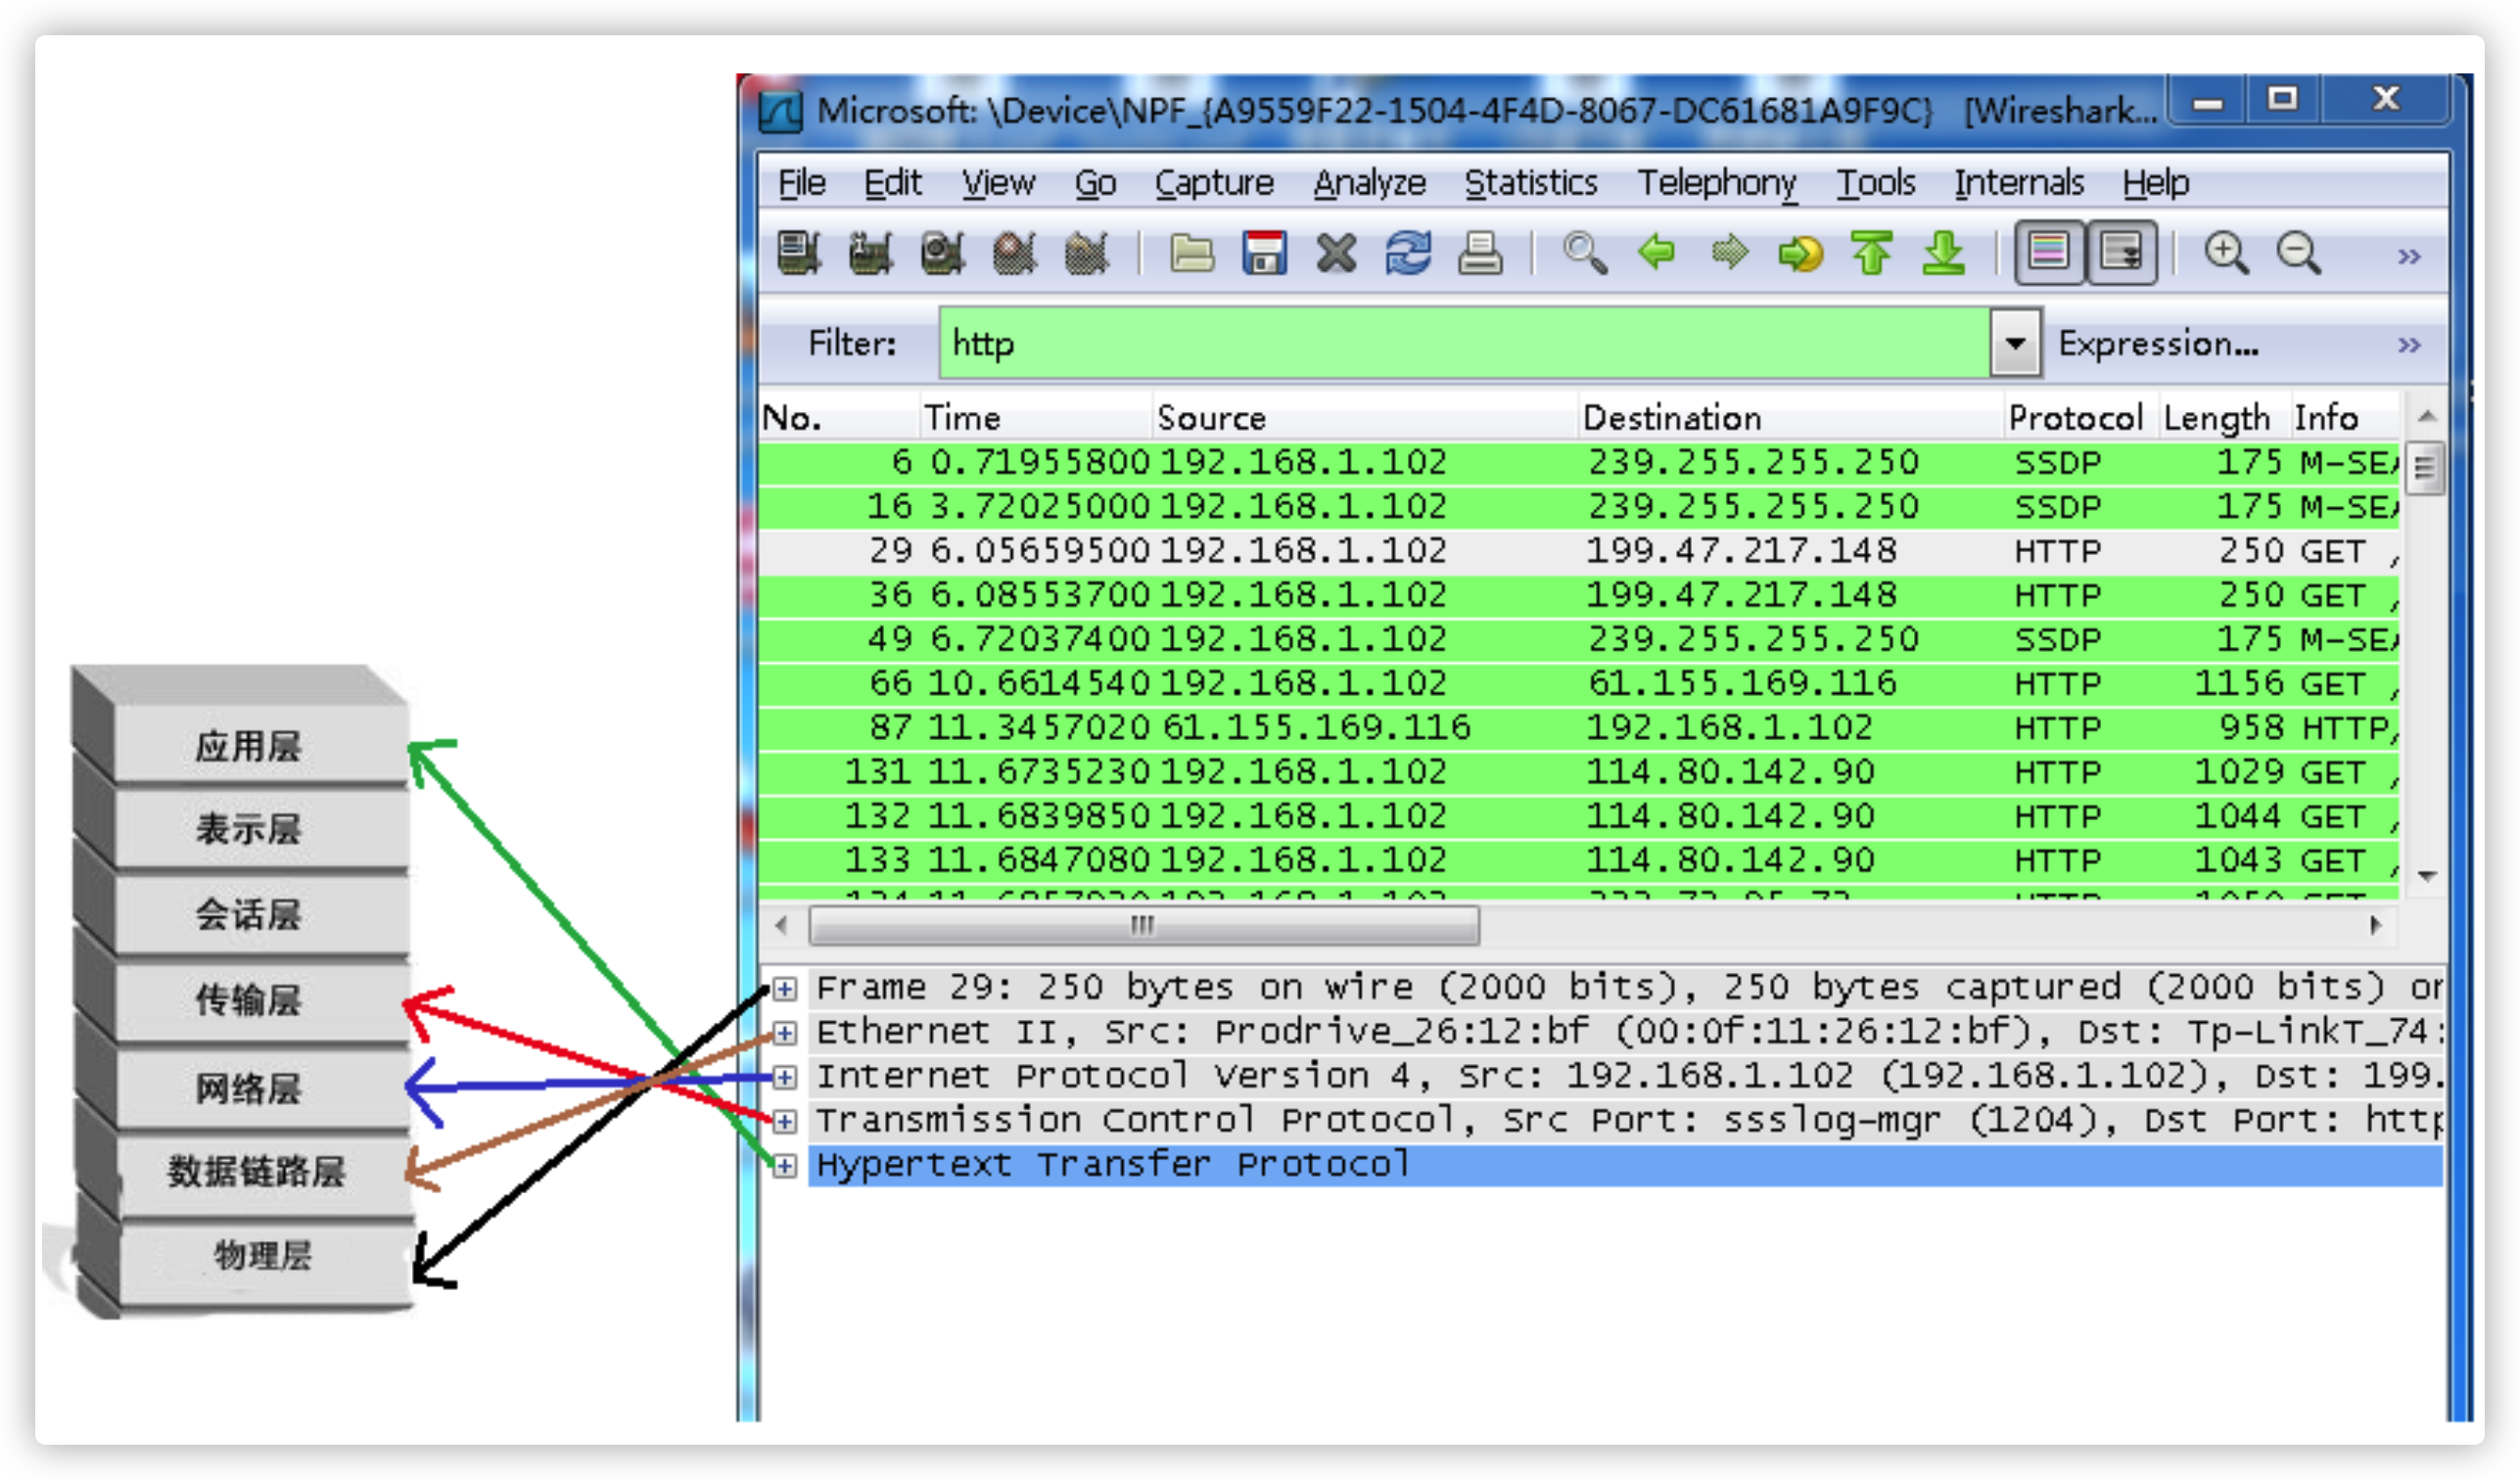 Microsoft: \Device\NPF_{A9559F22-1504-4F4D-8067-DC61681A9F9C} [Wireshark...
File Edit View Go Capture Analyze Statistics Telephony Tools Internals Help
Filter: http Expression...
No. Time Source Destination Protocol Length Info
6 0.71955800 192.168.1.102 239.255.255.250 SSDP 175 M-SEA
16 3.72025000 192.168.1.102 239.255.255.250 SSDP 175 M-SEA
29 6.05659500 192.168.1.102 199.47.217.148 HTTP 250 GET /
36 6.08553700 192.168.1.102 199.47.217.148 HTTP 250 GET /
49 6.72037400 192.168.1.102 239.255.255.250 SSDP 175 M-SEA
66 10.6614540 192.168.1.102 61.155.169.116 HTTP 1156 GET /
87 11.3457020 61.155.169.116 192.168.1.102 HTTP 958 HTTP/
131 11.6735230 192.168.1.102 114.80.142.90 HTTP 1029 GET /
132 11.6839850 192.168.1.102 114.80.142.90 HTTP 1044 GET /
133 11.6847080 192.168.1.102 114.80.142.90 HTTP 1043 GET /
Frame 29: 250 bytes on wire (2000 bits), 250 bytes captured (2000 bits) or
Ethernet II, Src: Prodrive_26:12:bf (00:0f:11:26:12:bf), Dst: Tp-LinkT_74:
Internet Protocol Version 4, Src: 192.168.1.102 (192.168.1.102), Dst: 199.
Transmission Control Protocol, Src Port: ssslog-mgr (1204), Dst Port: http
Hypertext Transfer Protocol
应用层
表示层
会话层
传输层
网络层
数据链路层
物理层